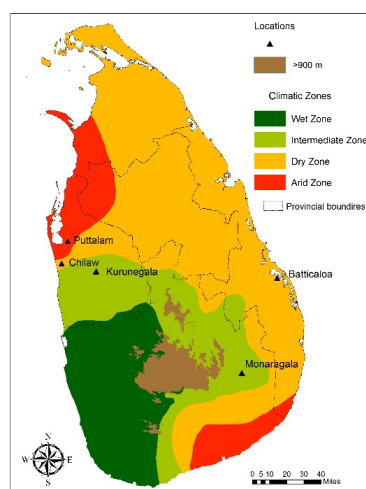 Locations
>900 m
Climatic Zones
Wet Zone
Intermediate Zone
Dry Zone
Arid Zone
Provincial boundires
Puttalam
Chilaw
Kurunegala
Batticaloa
Monaragala
N
W E
S
0 5 10 20 30 40
Miles